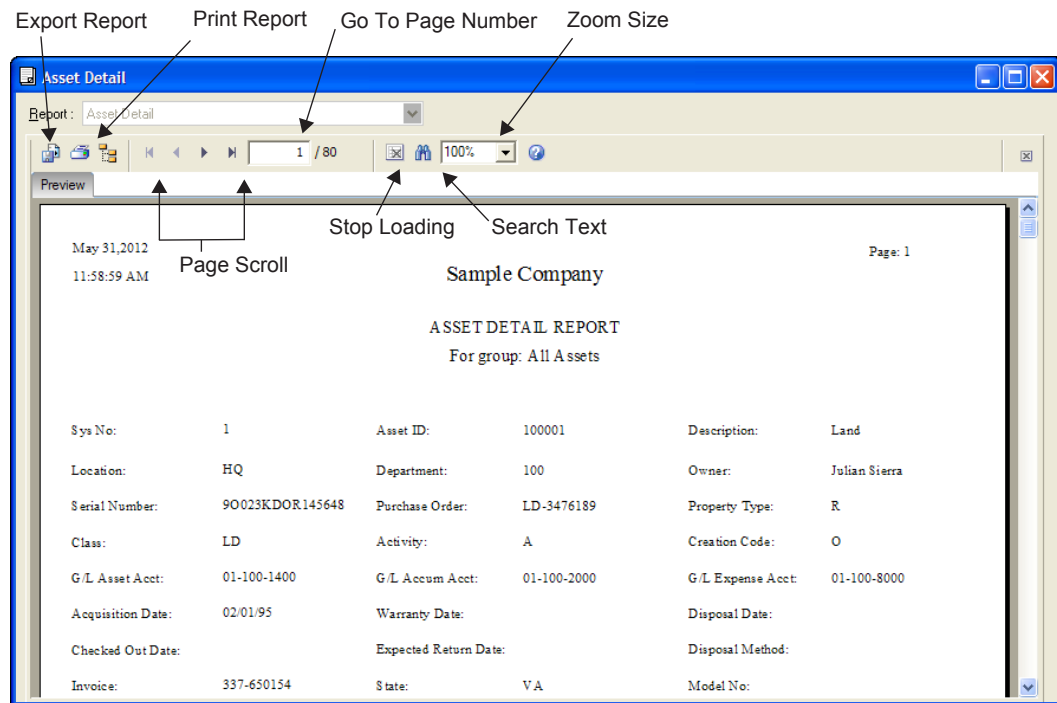 Export Report Print Report Go To Page Number Zoom Size
Asset Detail
Report : Asset Detail
1 / 80 100%
Preview
Stop Loading Search Text
Page Scroll
May 31,2012 Page: 1
11:58:59 AM Sample Company
ASSET DETAIL REPORT
For group: All Assets
Sys No: 1 Asset ID: 100001 Description: Land
Location: HQ Department: 100 Owner: Julian Sierra
Serial Number: 9O023KDOR145648 Purchase Order: LD-3476189 Property Type: R
Class: LD Activity: A Creation Code: O
G/L Asset Acct: 01-100-1400 G/L Accum Acct: 01-100-2000 G/L Expense Acct: 01-100-8000
Acquisition Date: 02/01/95 Warranty Date: Disposal Date:
Checked Out Date: Expected Return Date: Disposal Method:
Invoice: 337-650154 State: VA Model No: